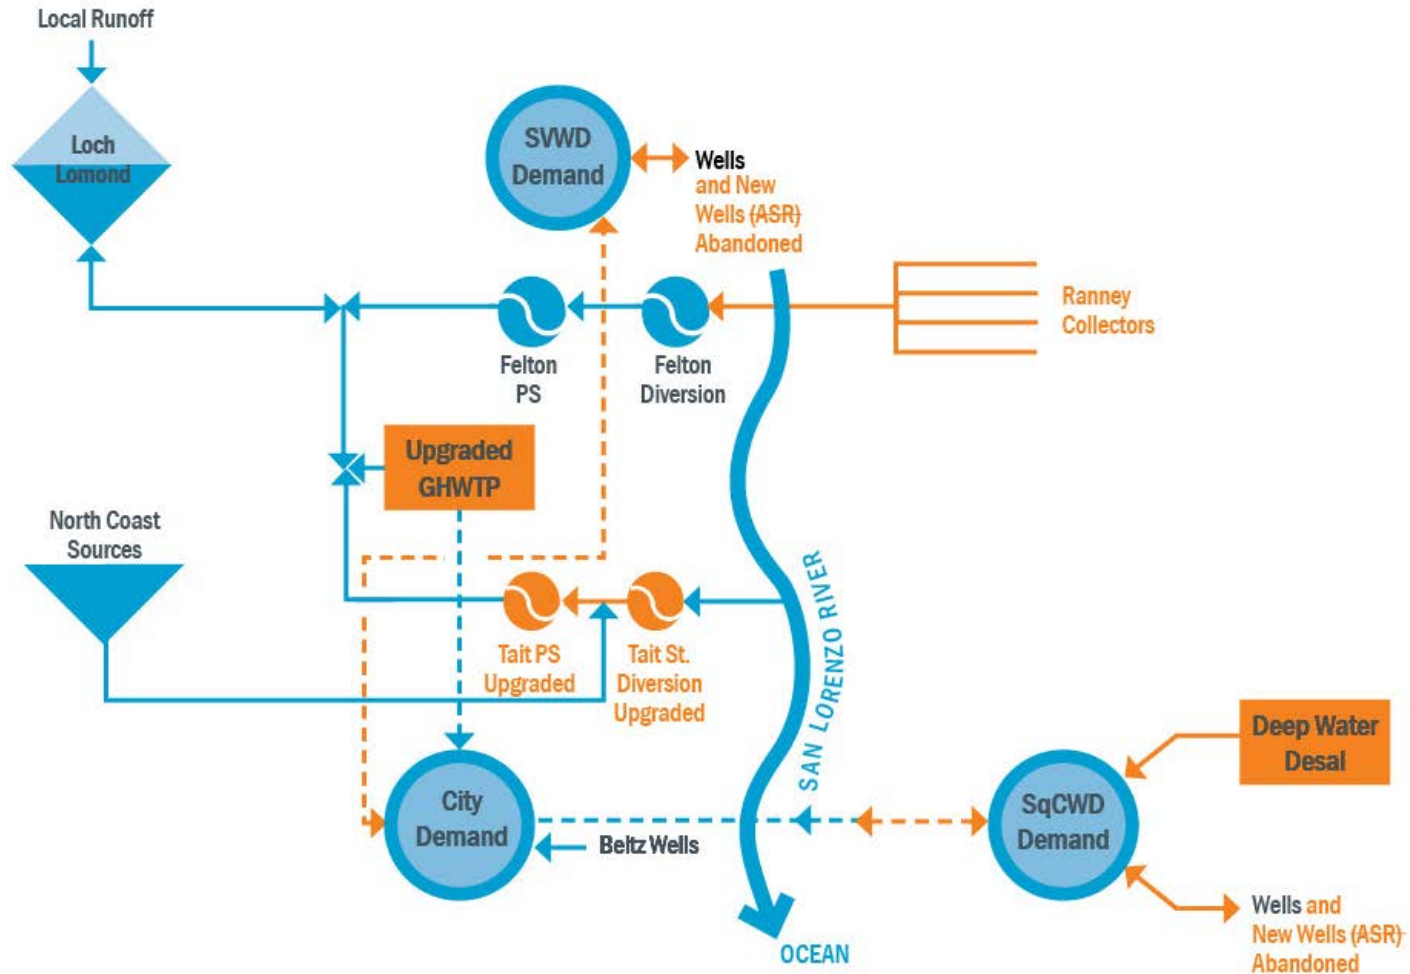 Local Runoff
Loch
Lomond
SVWD
Demand
Wells
and New
Wells (ASR)
Abandoned
Ranney
Collectors
Felton
PS
Felton
Diversion
Upgraded
GHWTP
North Coast
Sources
SAN LORENZO RIVER
Tait PS
Upgraded
Tait St.
Diversion
Upgraded
Deep Water
Desal
City
Demand
SqCWD
Demand
Beltz Wells
Wells and
New Wells (ASR)
Abandoned
OCEAN